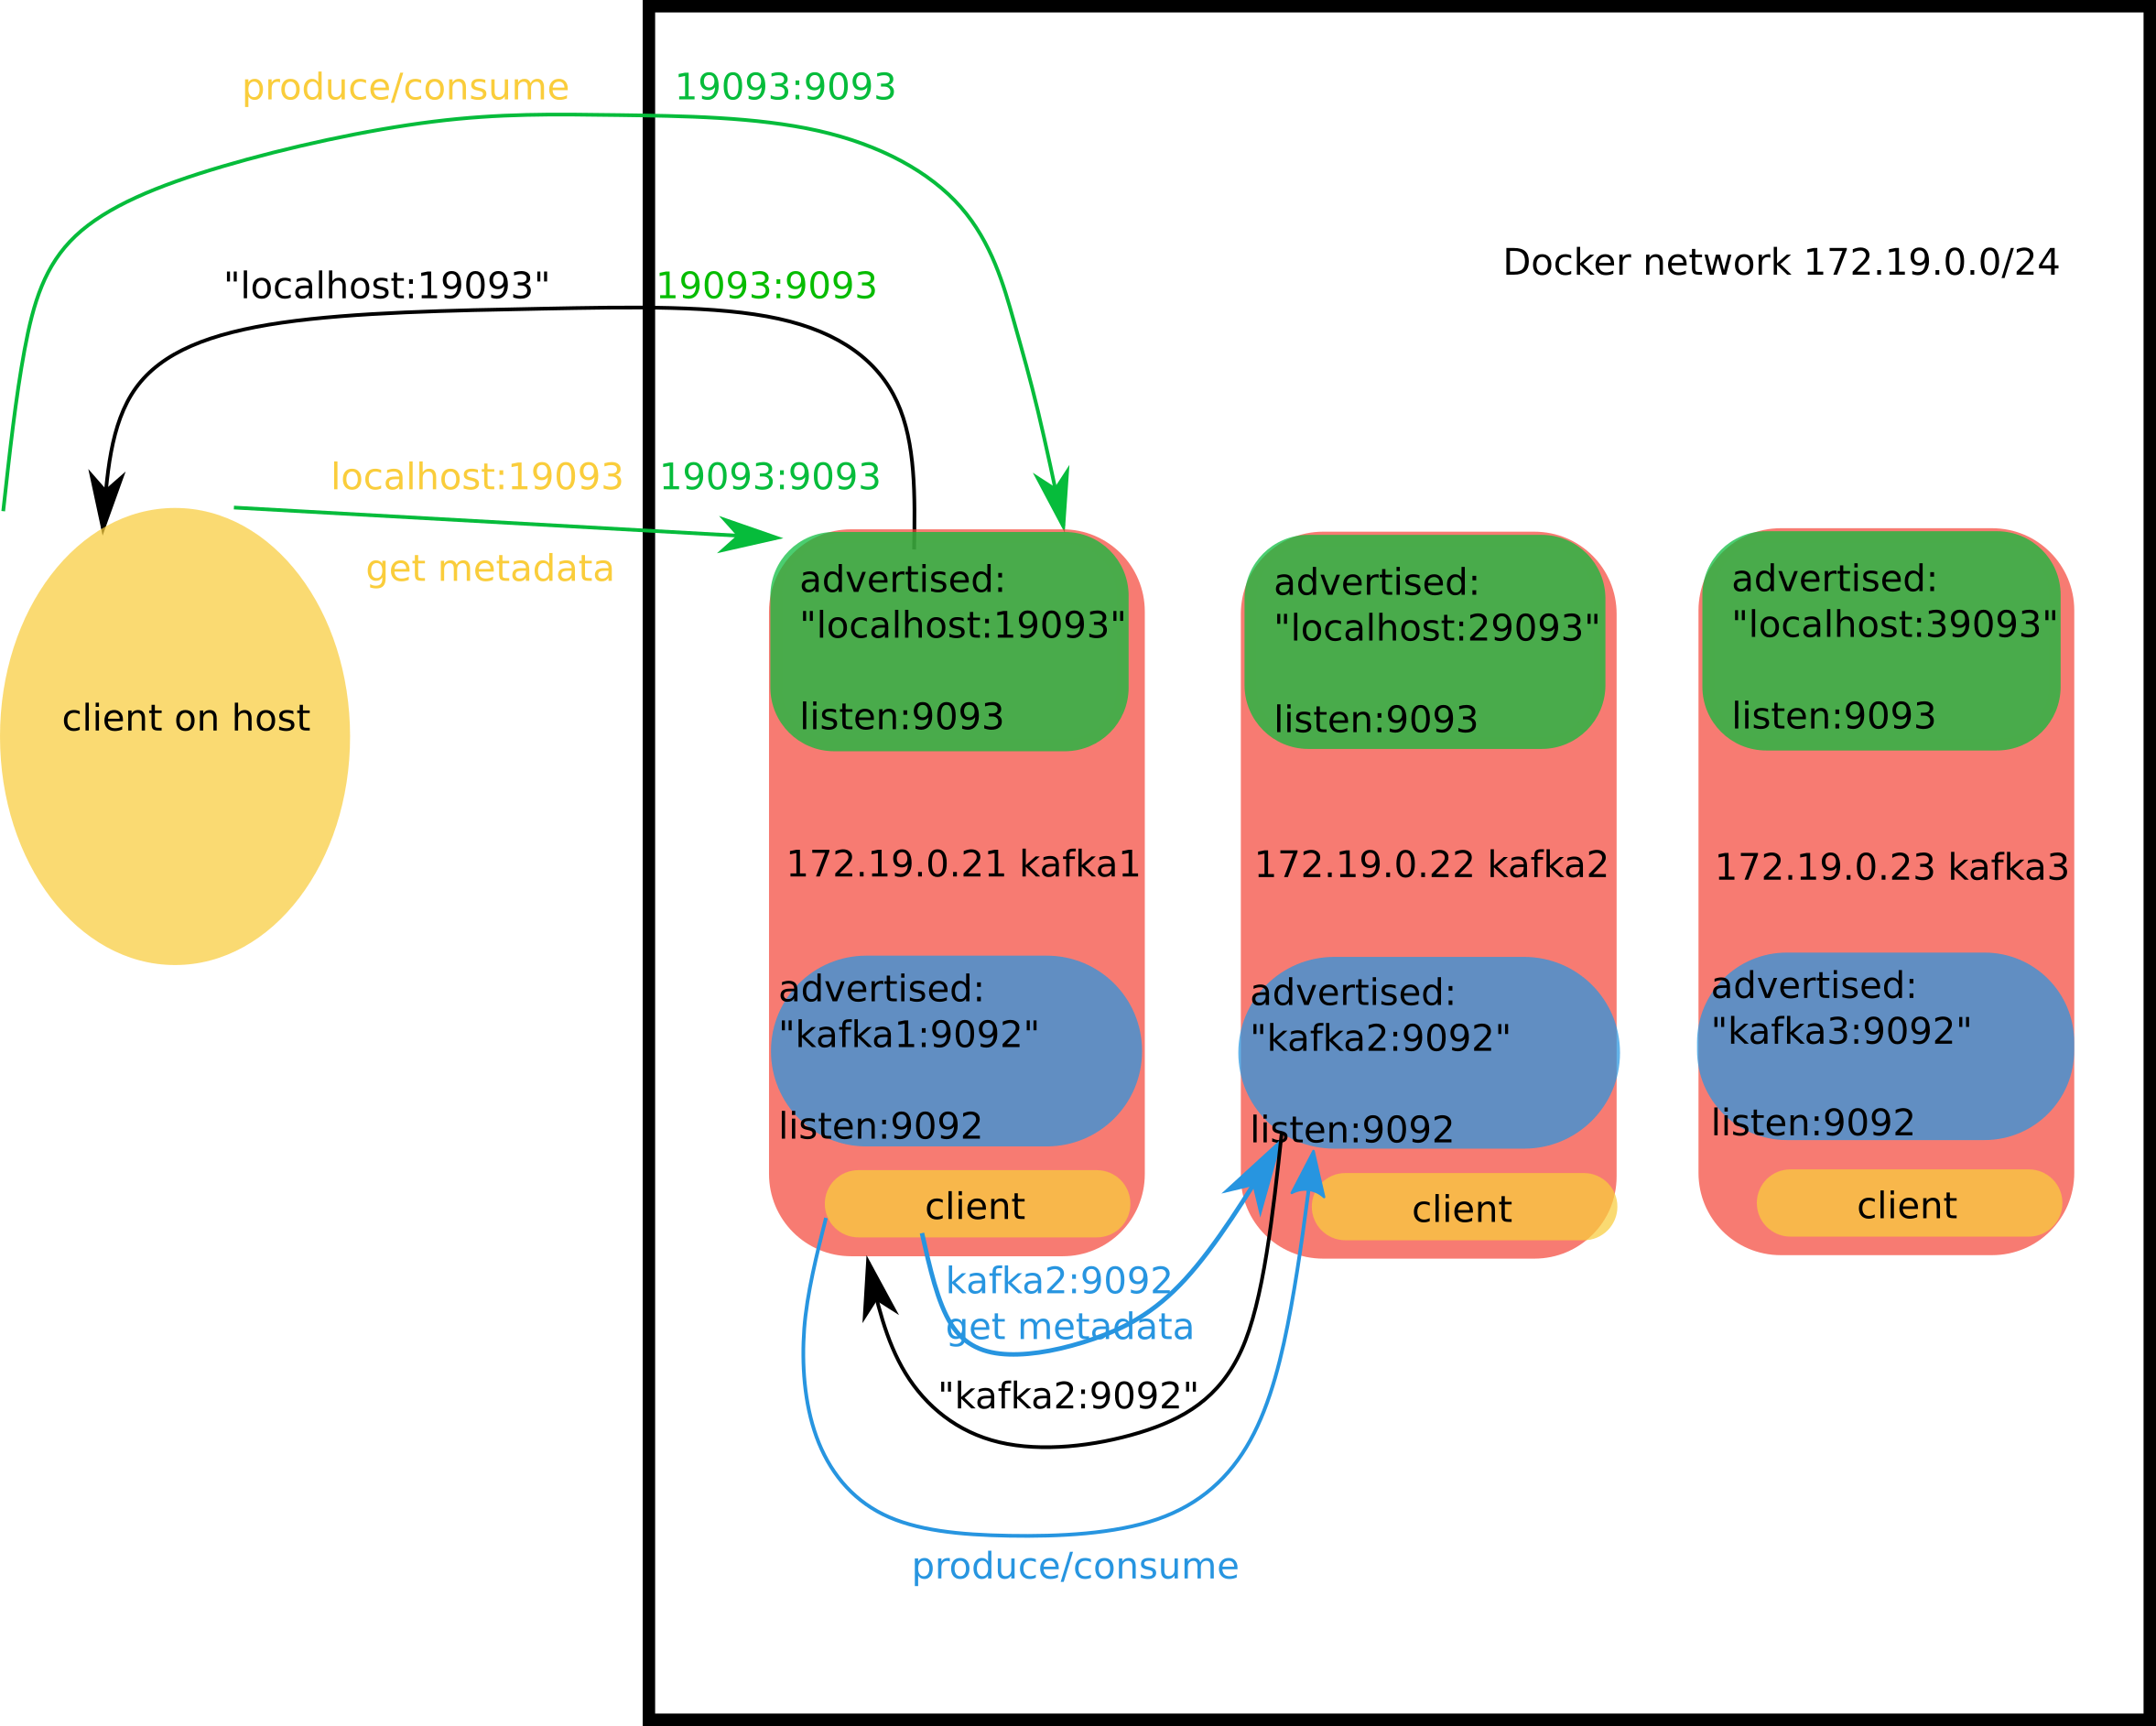 produce/consume
19093:9093
Docker network 172.19.0.0/24
"localhost:19093"
19093:9093
localhost:19093
19093:9093
get metadata
client on host
advertised:
"localhost:19093"
listen:9093
172.19.0.21 kafka1
advertised:
"kafka1:9092"
listen:9092
client
advertised:
"localhost:29093"
listen:9093
172.19.0.22 kafka2
advertised:
"kafka2:9092"
listen:9092
client
advertised:
"localhost:39093"
listen:9093
172.19.0.23 kafka3
advertised:
"kafka3:9092"
listen:9092
client
kafka2:9092
get metadata
"kafka2:9092"
produce/consume